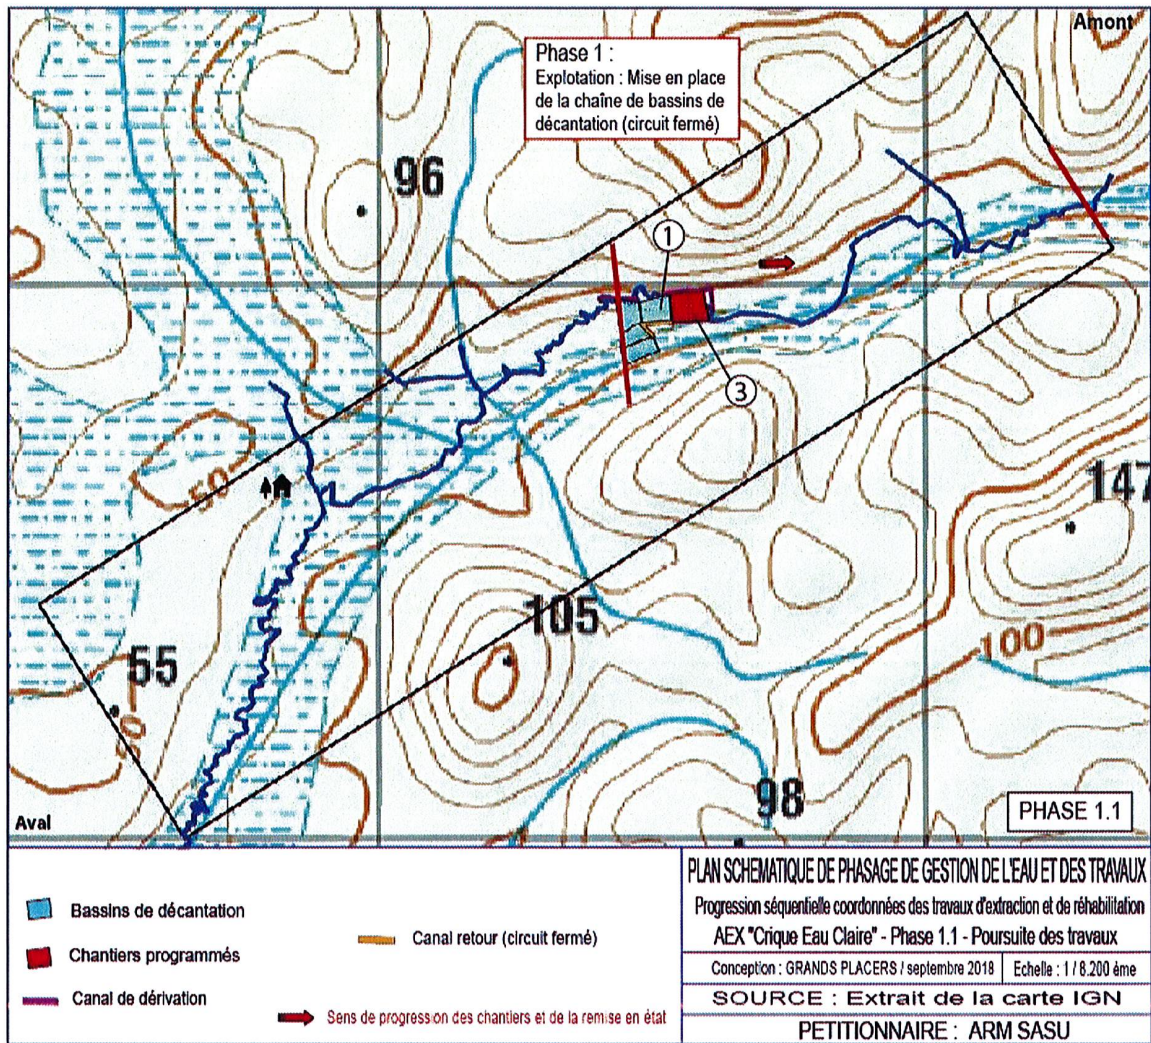 Amont
Phase 1 :
Explotation : Mise en place
de la chaîne de bassins de
décantation (circuit fermé)
96
1
3
50
147
105
100
55
50
98
Aval
PHASE 1.1
Bassins de décantation
Chantiers programmés
Canal de dérivation
Canal retour (circuit fermé)
Sens de progression des chantiers et de la remise en état
PLAN SCHEMATIQUE DE PHASAGE DE GESTION DE L'EAU ET DES TRAVAUX
Progression séquentielle coordonnées des travaux d'extraction et de réhabilitation
AEX "Crique Eau Claire" - Phase 1.1 - Poursuite des travaux
Conception : GRANDS PLACERS / septembre 2018
Echelle : 1 / 8.200 ème
SOURCE : Extrait de la carte IGN
PETITIONNAIRE : ARM SASU